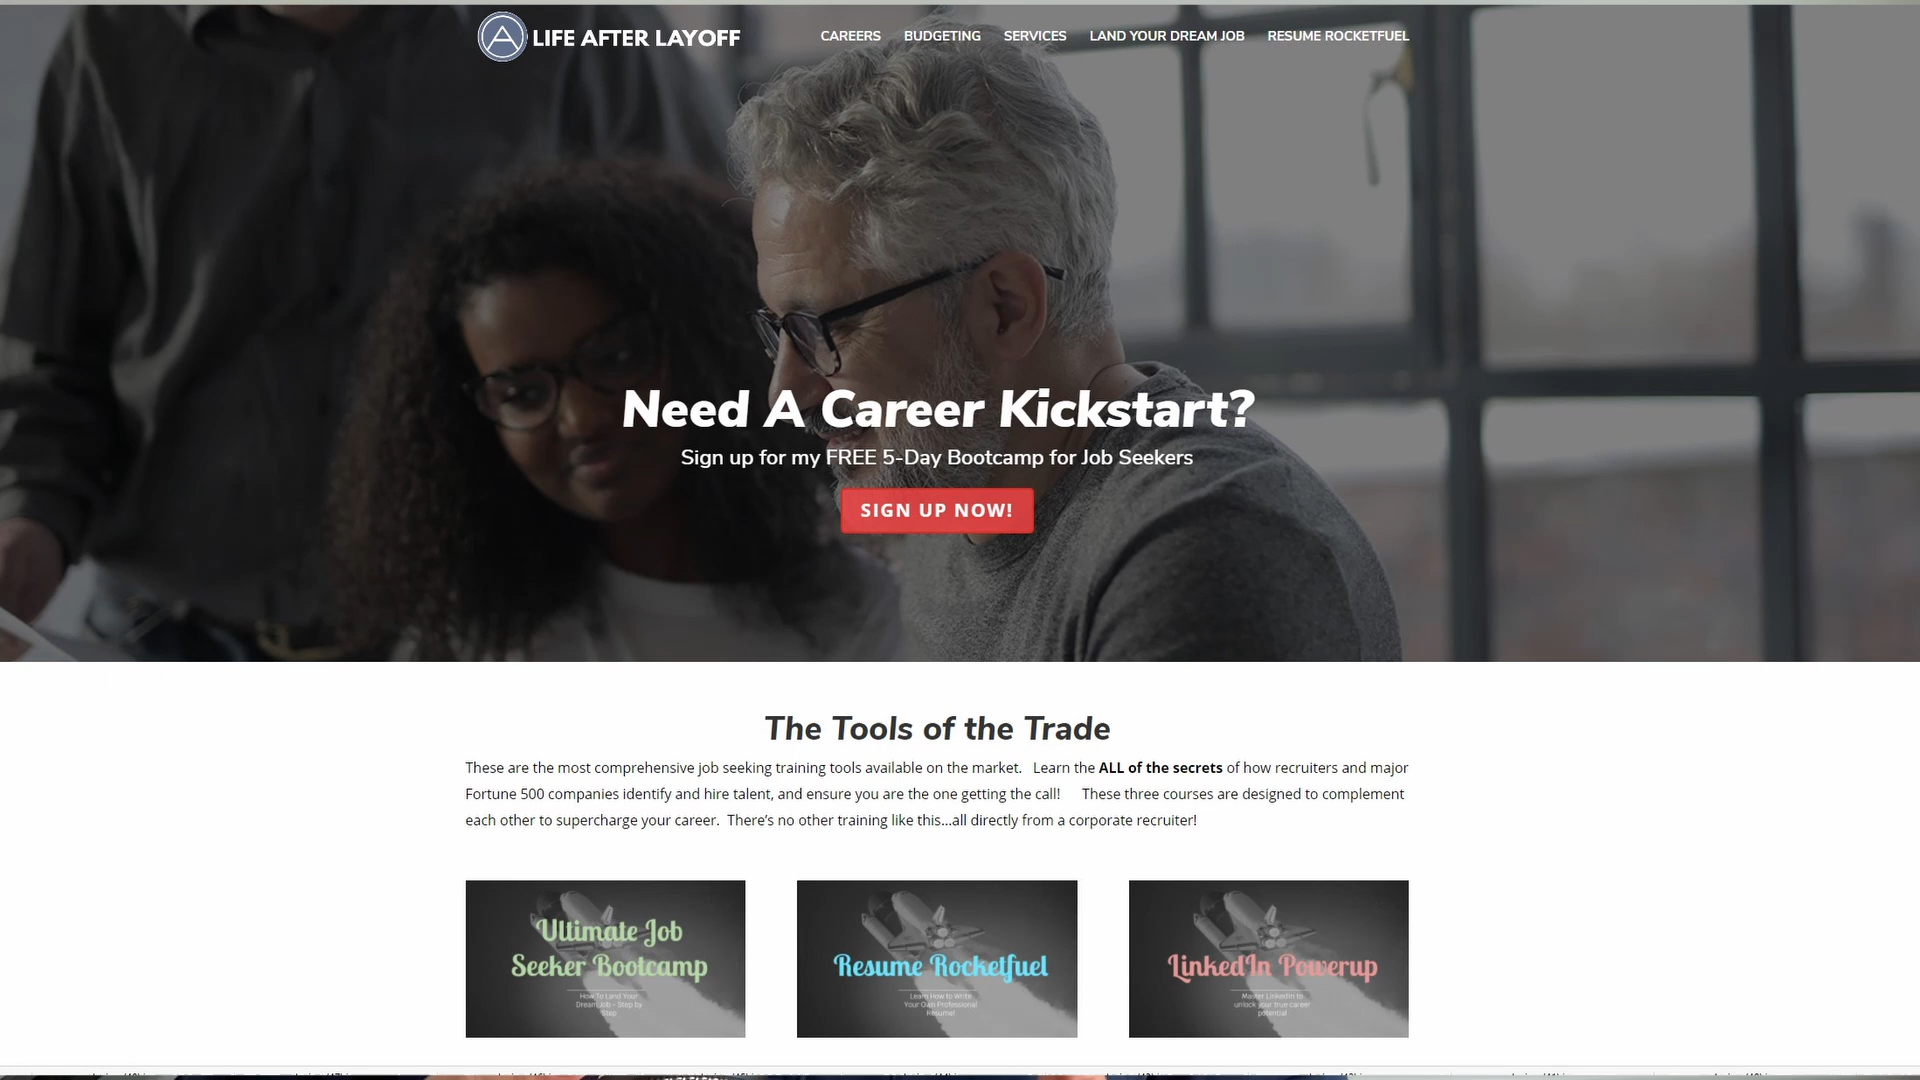 LIFE AFTER LAYOFF
CAREERS BUDGETING SERVICES LAND YOUR DREAM JOB RESUME ROCKETFUEL
Need A Career Kickstart?
Sign up for my FREE 5-Day Bootcamp for Job Seekers
SIGN UP NOW!
The Tools of the Trade
These are the most comprehensive job seeking training tools available on the market. Learn the ALL of the secrets of how recruiters and major
Fortune 500 companies identify and hire talent, and ensure you are the one getting the call! These three courses are designed to complement
each other to supercharge your career. There's no other training like this...all directly from a corporate recruiter!
Ultimate Job
Seeker Bootcamp
How To Land Your
Dream Job - Step by
Step
Resume Rocketfuel
Learn How to Write
Your Own Professional
Resume!
LinkedIn Powerup
Master LinkedIn to
unlock your true career
potential